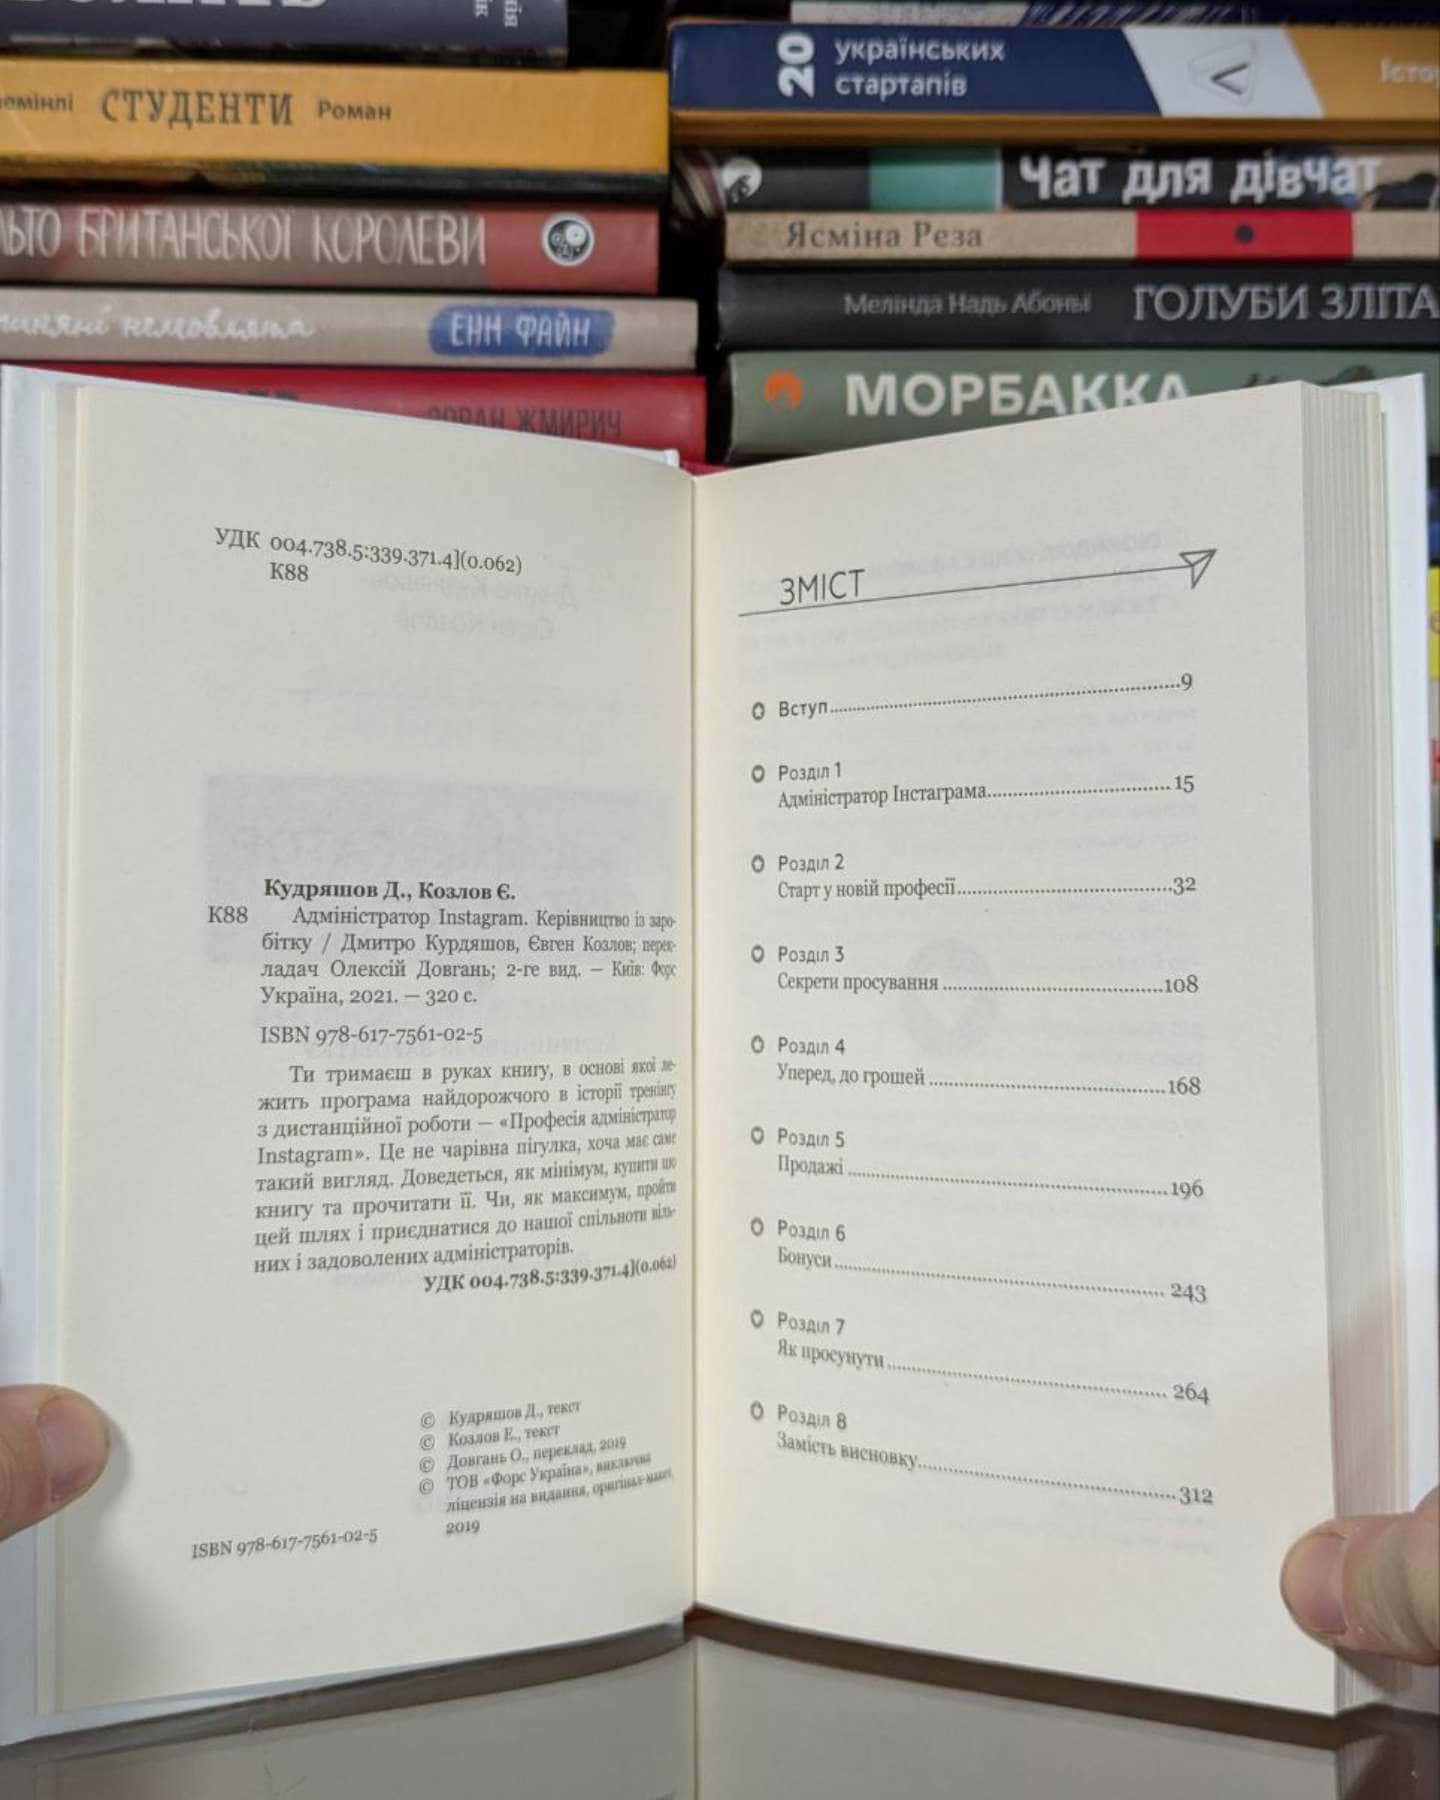 СТУДЕНТИ Роман
БРИТАНСЬКОЇ КОРОЛЕВИ
ЕНН ФАЙН
ЖМИРИЧ
20 українських
стартапів
Чат для дівчат
Ясміна Реза
Мелінда Надь Абоньї ГОЛУБИ ЗЛІТА
МОРБАККА
УДК 004.738.5:339.371.4](0.062)
К88
Кудряшов Д., Козлов Є.
К88 Адміністратор Instagram. Керівництво із заро-
бітку / Дмитро Курдяшов, Євген Козлов; перек-
ладач Олексій Довгань; 2-ге вид. — Київ: Форс
Україна, 2021. — 320 с.
ISBN 978-617-7561-02-5
Ти тримаєш в руках книгу, в основі якої ле-
жить програма найдорожчого в історії тренінгу
з дистанційної роботи — «Професія адміністратор
Instagram». Це не чарівна пігулка, хоча має саме
такий вигляд. Доведеться, як мінімум, купити цю
книгу та прочитати її. Чи, як максимум, пройти
цей шлях і приєднатися до нашої спільноти віль-
них і задоволених адміністраторів.
УДК 004.738.5:339.371.4](0.062)
© Кудряшов Д., текст
© Козлов Е., текст
© Довгань О., переклад, 2019
© ТОВ «Форс Україна», виключна
ліцензія на видання, оригінал-макет,
2019
ISBN 978-617-7561-02-5
ЗМІСТ
Вступ 9
Розділ 1
Адміністратор Інстаграма 15
Розділ 2
Старт у новій професії 32
Розділ 3
Секрети просування 108
Розділ 4
Уперед, до грошей 168
Розділ 5
Продажі 196
Розділ 6
Бонуси 243
Розділ 7
Як просунути 264
Розділ 8
Замість висновку 312